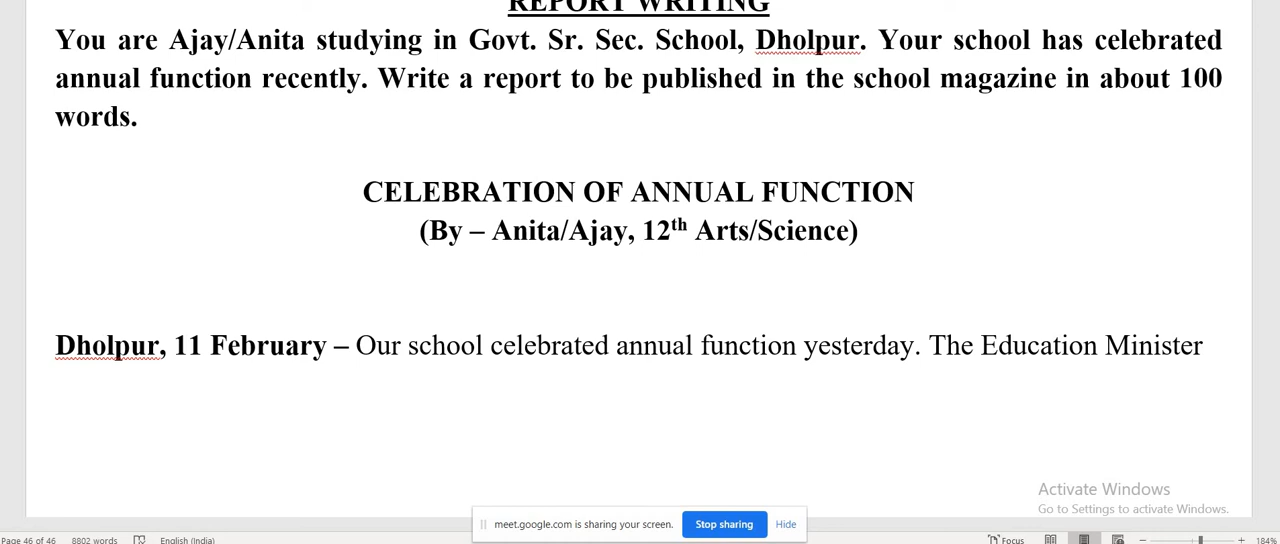 REPORT WRITING
You are Ajay/Anita studying in Govt. Sr. Sec. School, Dholpur. Your school has celebrated
annual function recently. Write a report to be published in the school magazine in about 100
words.
CELEBRATION OF ANNUAL FUNCTION
(By – Anita/Ajay, 12th Arts/Science)
Dholpur, 11 February – Our school celebrated annual function yesterday. The Education Minister
Activate Windows
Go to Settings to activate Windows.
meet.google.com is sharing your screen. Stop sharing Hide
Page 46 of 46 8802 words English (India) Focus 184%